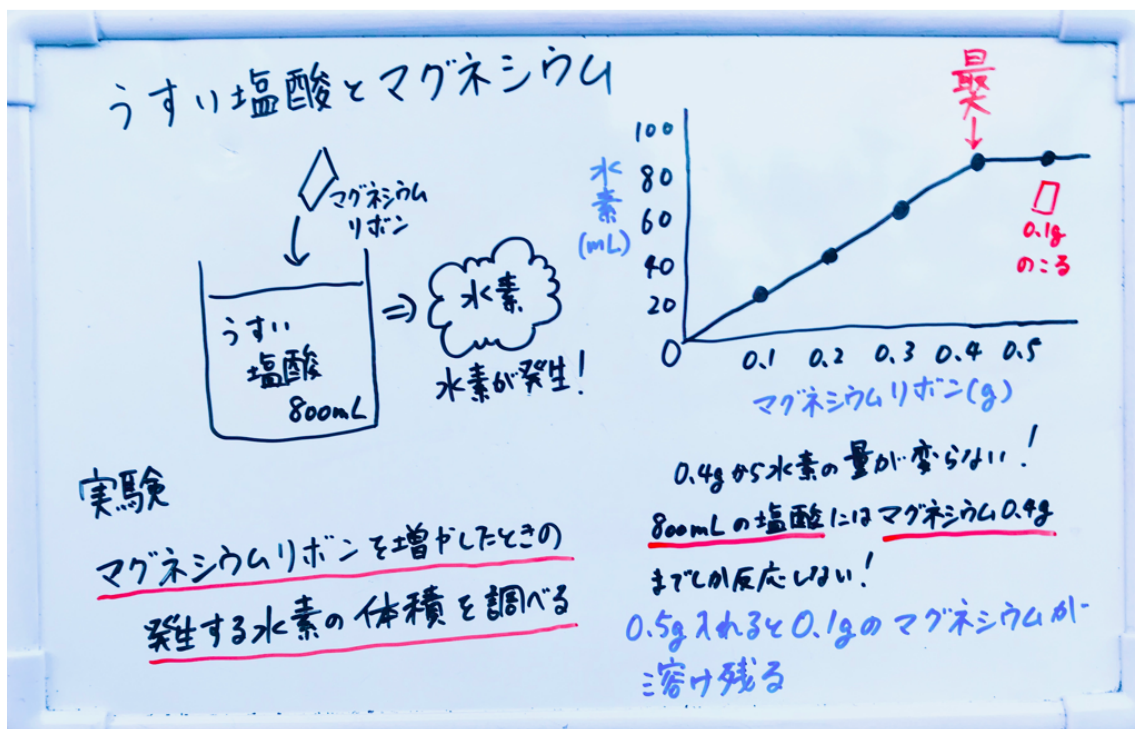 うすい塩酸とマグネシウム
マグネシウム
リボン
うすい
塩酸
800mL
水素
水素が発生！
実験
マグネシウムリボンを増やしたときの
発生する水素の体積を調べる
最大
水素
(mL)
100
80
60
40
20
0
0.1 0.2 0.3 0.4 0.5
マグネシウムリボン(g)
0.1g
のこる
0.4gから水素の量が変らない！
800mLの塩酸にはマグネシウム0.4g
までしか反応しない！
0.5g入れると0.1gのマグネシウムが
溶け残る